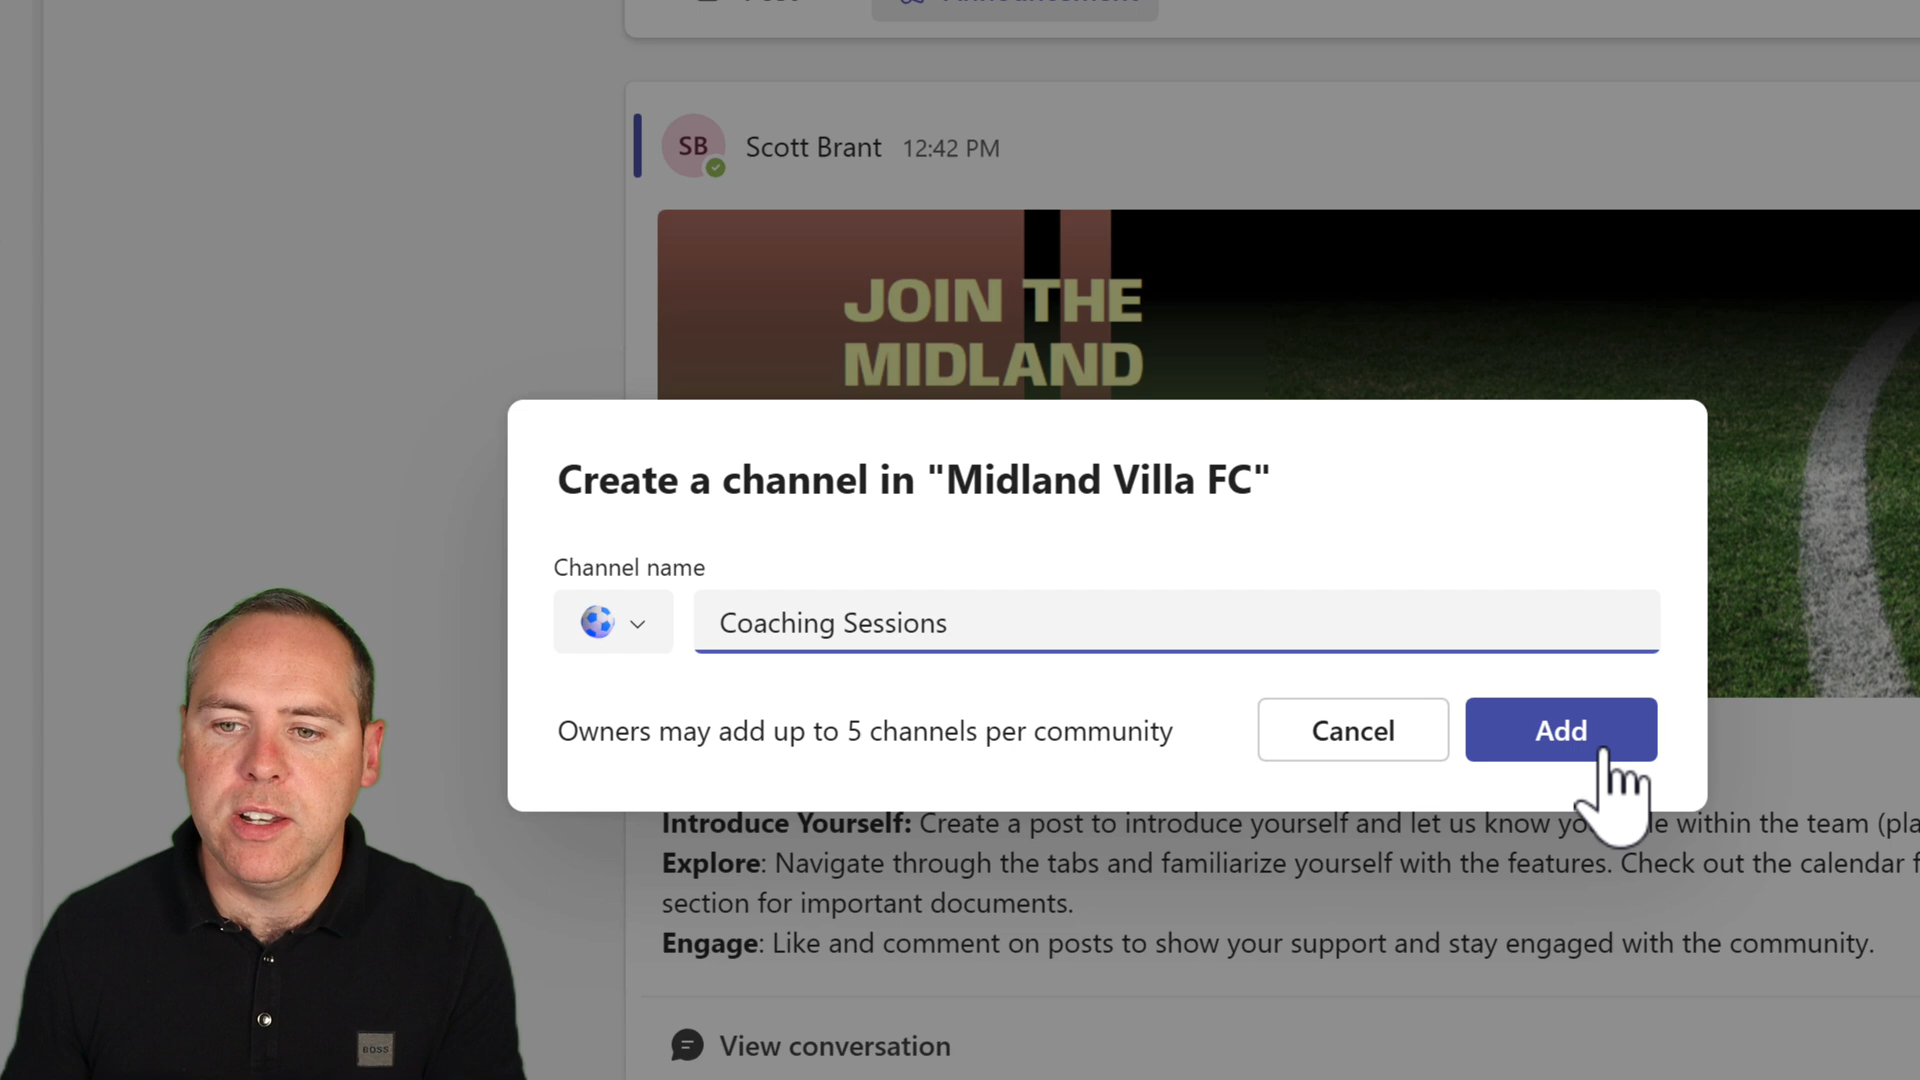 SB Scott Brant 12:42 PM
JOIN THE
MIDLAND
Create a channel in "Midland Villa FC"
Channel name
Coaching Sessions
Owners may add up to 5 channels per community
Cancel
Add
Introduce Yourself: Create a post to introduce yourself and let us know within the team
Explore: Navigate through the tabs and familiarize yourself with the features. Check out the calendar
section for important documents.
Engage: Like and comment on posts to show your support and stay engaged with the community.
View conversation
BOSS